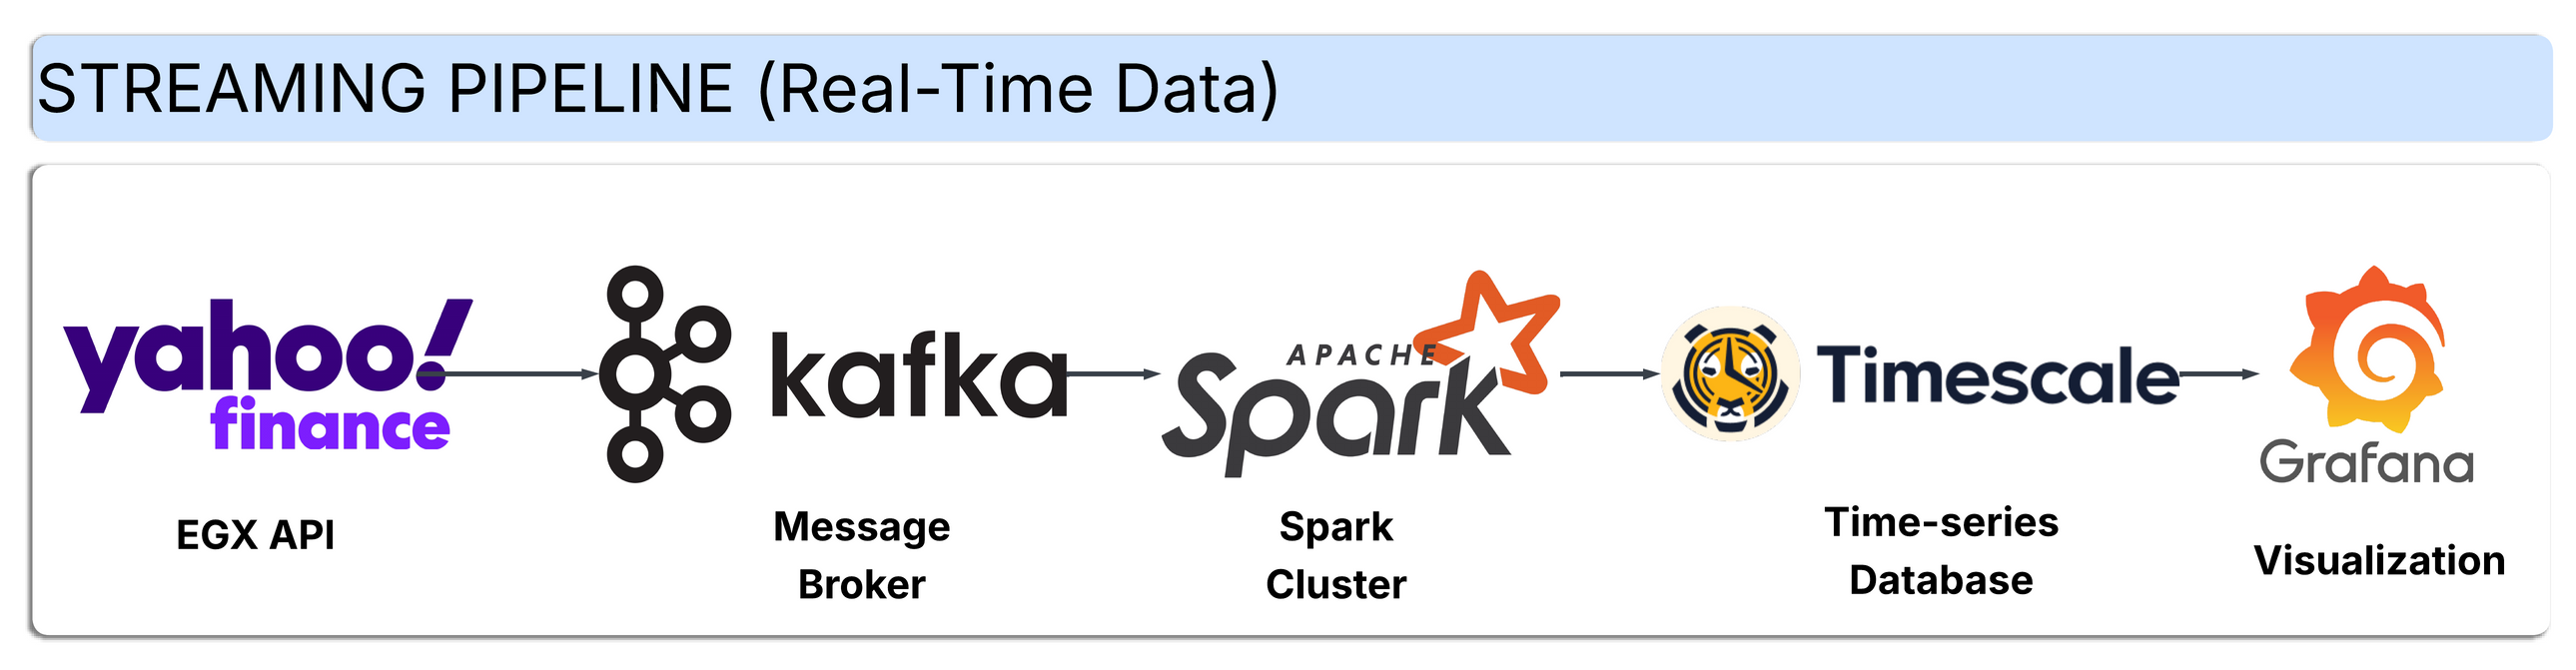 STREAMING PIPELINE (Real-Time Data)
yahoo!
finance
kafka
APACHE
Spark
Timescale
Grafana
EGX API
Message
Broker
Spark
Cluster
Time-series
Database
Visualization